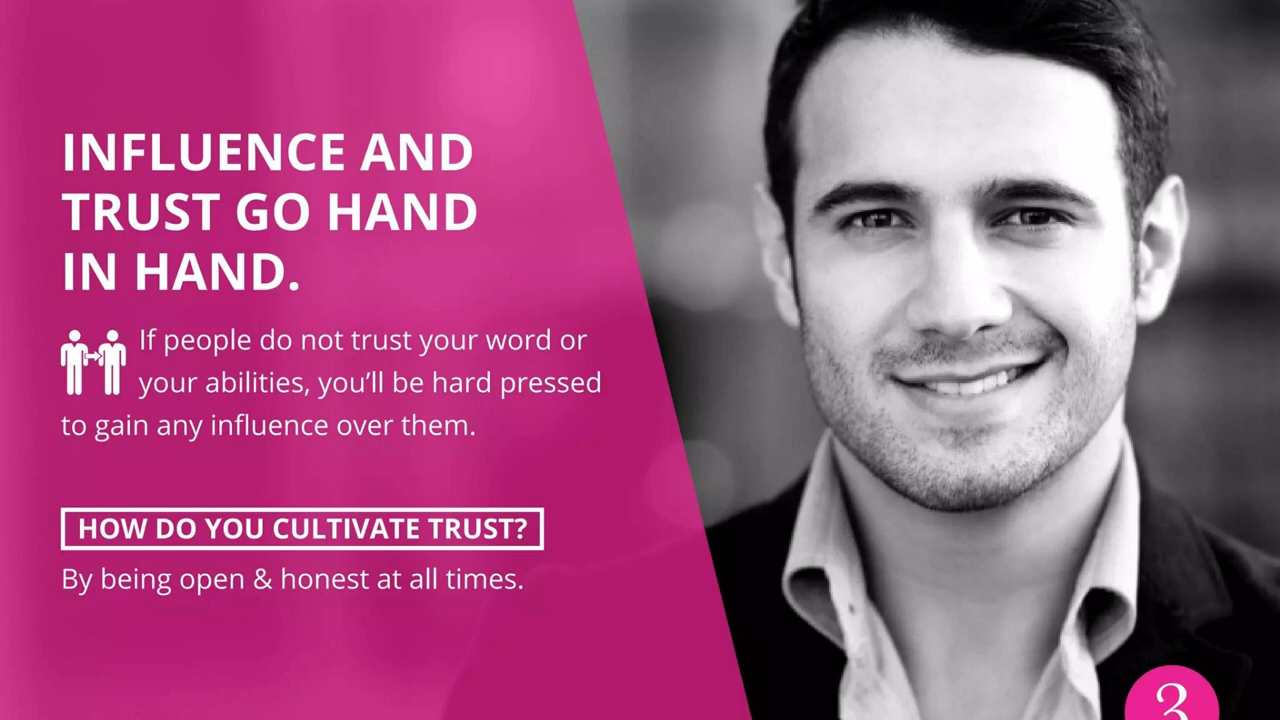 INFLUENCE AND
TRUST GO HAND
IN HAND.
If people do not trust your word or
your abilities, you’ll be hard pressed
to gain any influence over them.
HOW DO YOU CULTIVATE TRUST?
By being open & honest at all times.
3